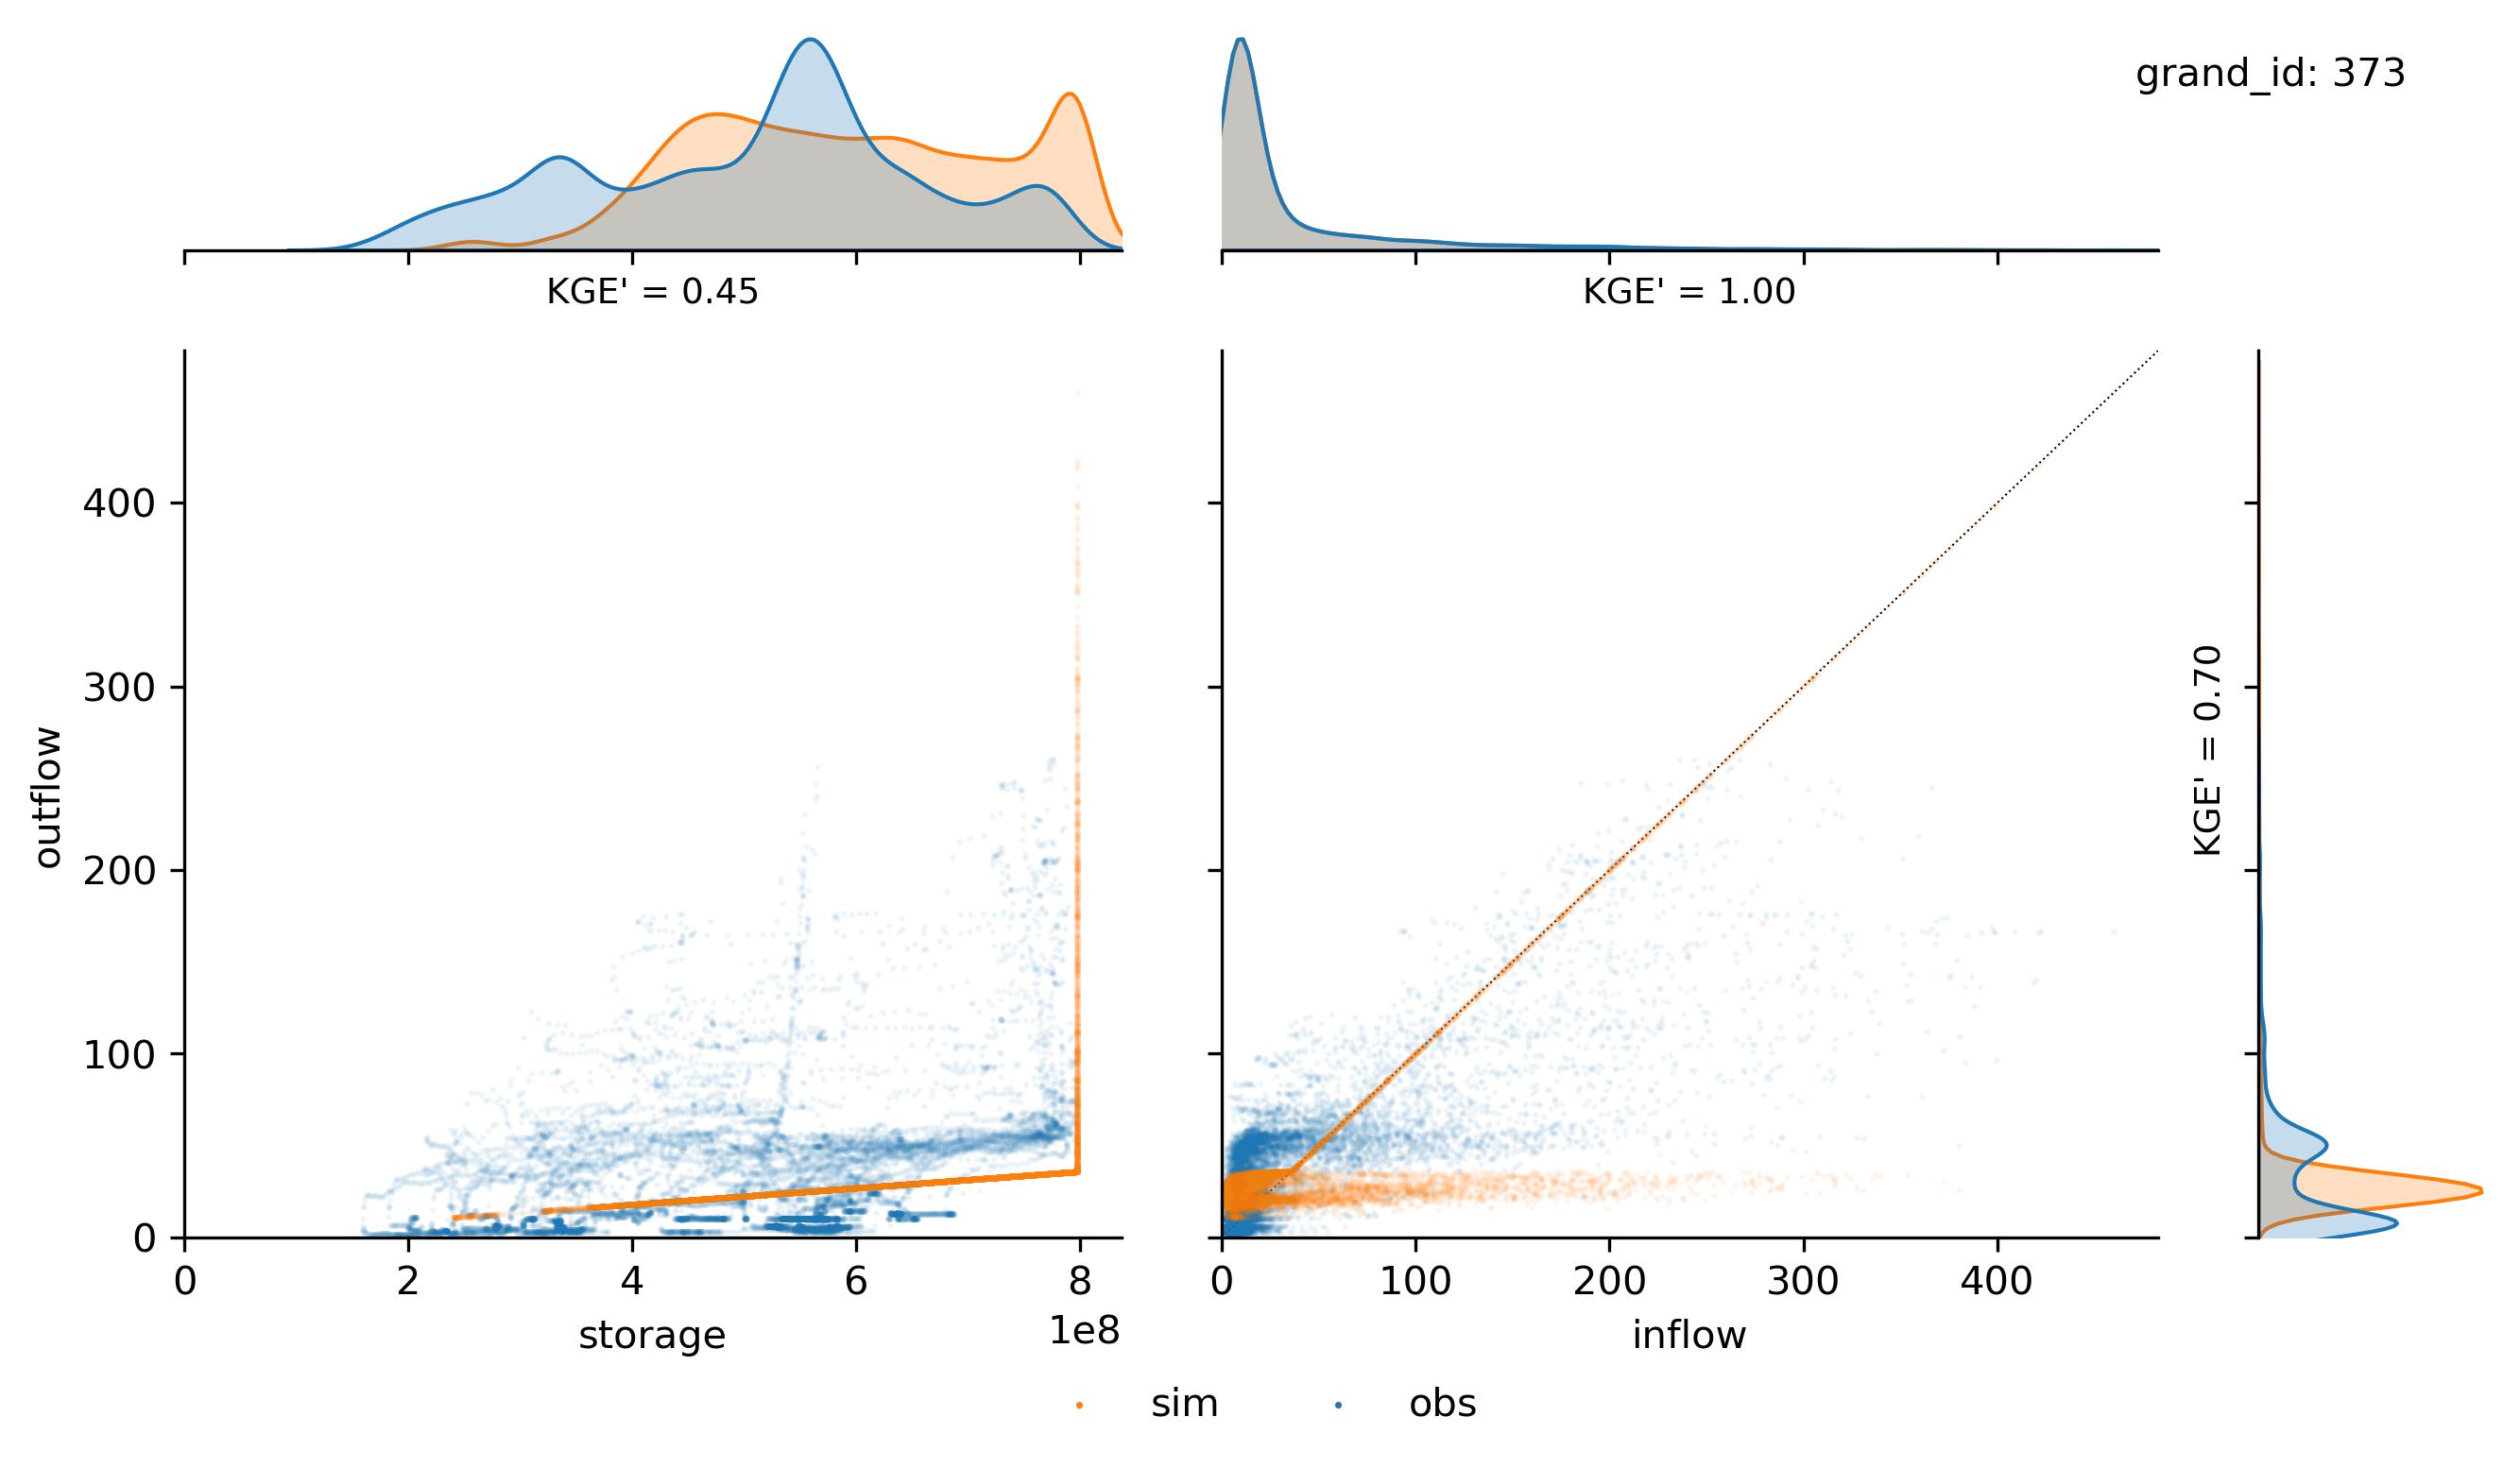 grand_id: 373
KGE' = 0.45
KGE' = 1.00
outflow
400
300
200
100
0
KGE' = 0.70
0 2 4 6 8
1e8
storage
0 100 200 300 400
inflow
sim obs